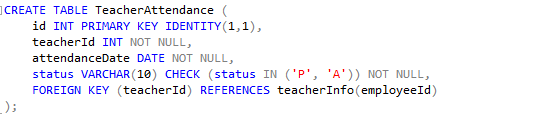 CREATE TABLE TeacherAttendance (
    id INT PRIMARY KEY IDENTITY(1,1),
    teacherId INT NOT NULL,
    attendanceDate DATE NOT NULL,
    status VARCHAR(10) CHECK (status IN ('P', 'A')) NOT NULL,
    FOREIGN KEY (teacherId) REFERENCES teacherInfo(employeeId)
);